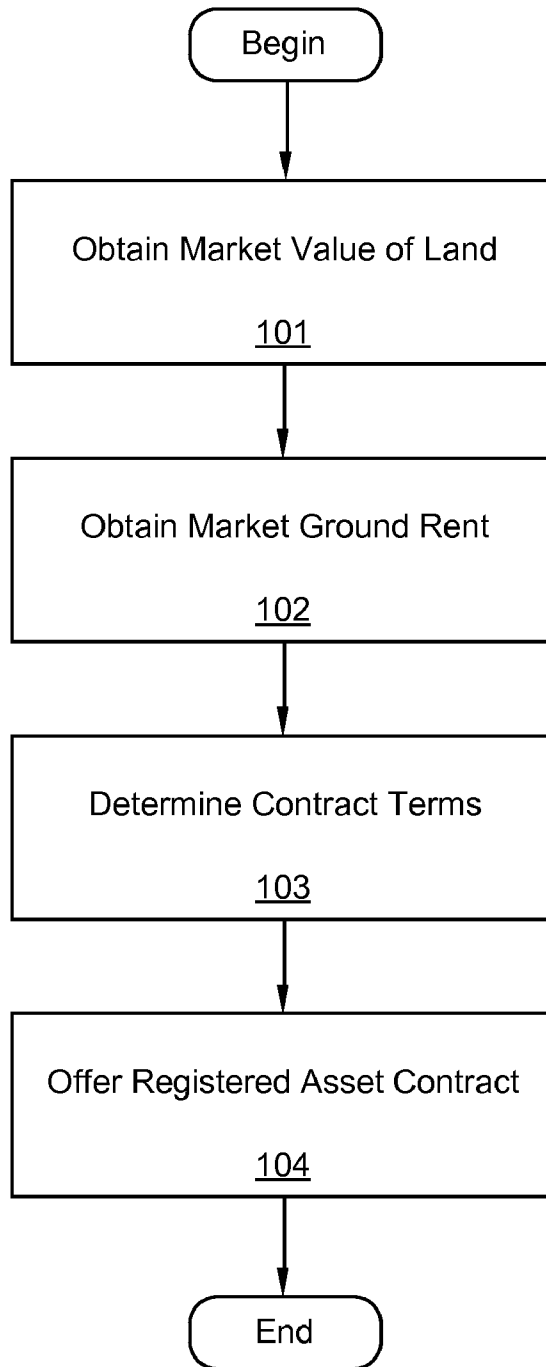 Begin
Obtain Market Value of Land
101
Obtain Market Ground Rent
102
Determine Contract Terms
103
Offer Registered Asset Contract
104
End